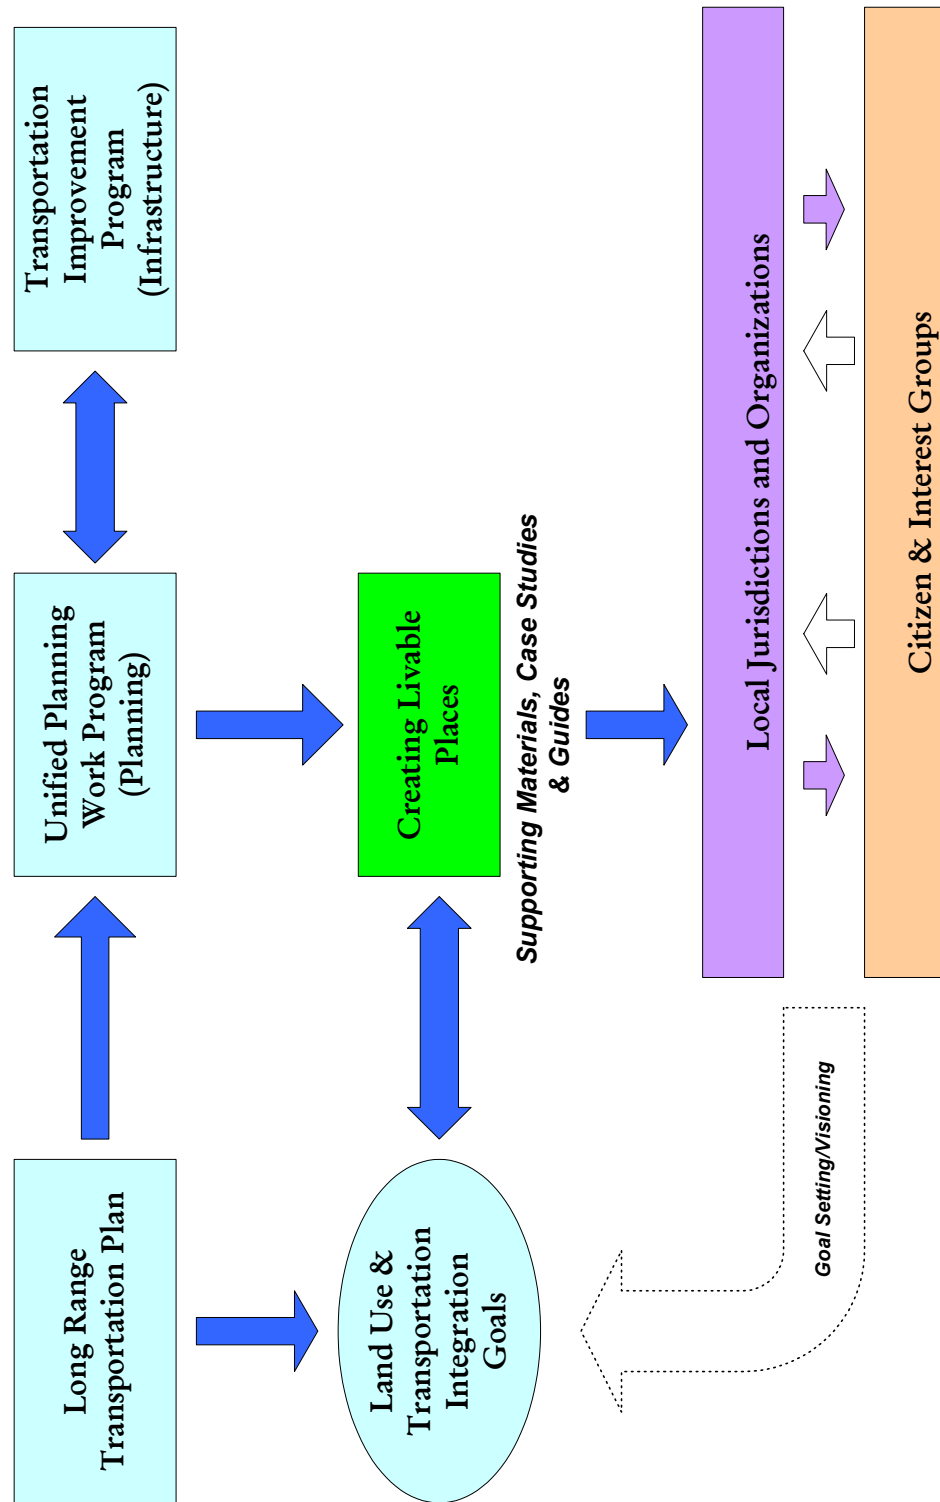 Long Range
Transportation Plan
Unified Planning
Work Program
(Planning)
Transportation
Improvement
Program
(Infrastructure)
Land Use &
Transportation
Integration
Goals
Creating Livable
Places
Supporting Materials, Case Studies
& Guides
Goal Setting/Visioning
Local Jurisdictions and Organizations
Citizen & Interest Groups